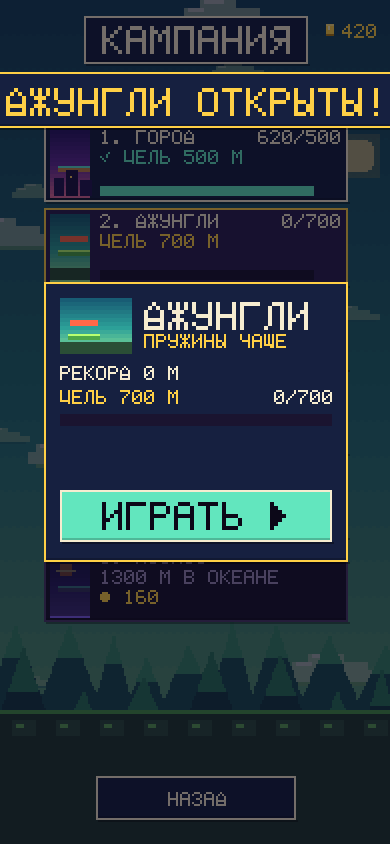 КАМПАНИЯ
420
ДЖУНГЛИ ОТКРЫТЫ!
1. ГОРОД 620/500
✓ ЦЕЛЬ 500 М
2. ДЖУНГЛИ 0/700
ЦЕЛЬ 700 М
ДЖУНГЛИ
ПРУЖИНЫ ЧАЩЕ
РЕКОРД 0 М
ЦЕЛЬ 700 М 0/700
ИГРАТЬ ▶
1300 М В ОКЕАНЕ
160
НАЗАД